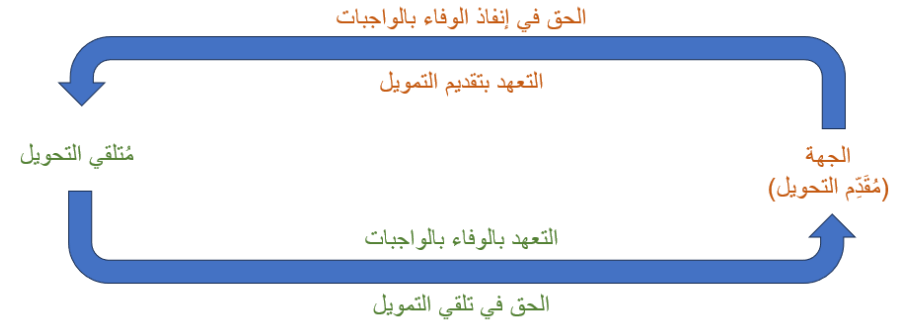 الحق في إنفاذ الوفاء بالواجبات
التعهد بتقديم التمويل
الجهة
(مُقَدِّم التحويل)
مُتلقي التحويل
التعهد بالوفاء بالواجبات
الحق في تلقي التمويل